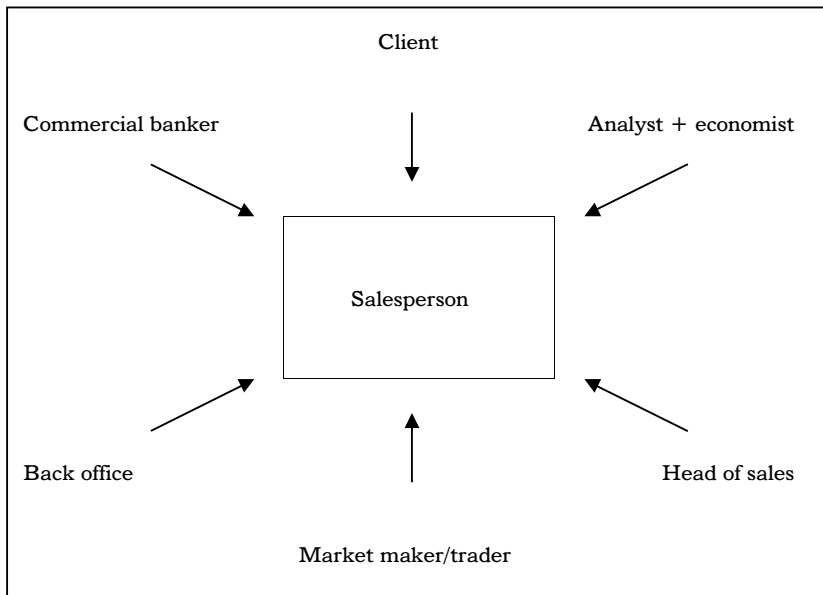 Client
Commercial banker
Analyst + economist
Salesperson
Back office
Head of sales
Market maker/trader